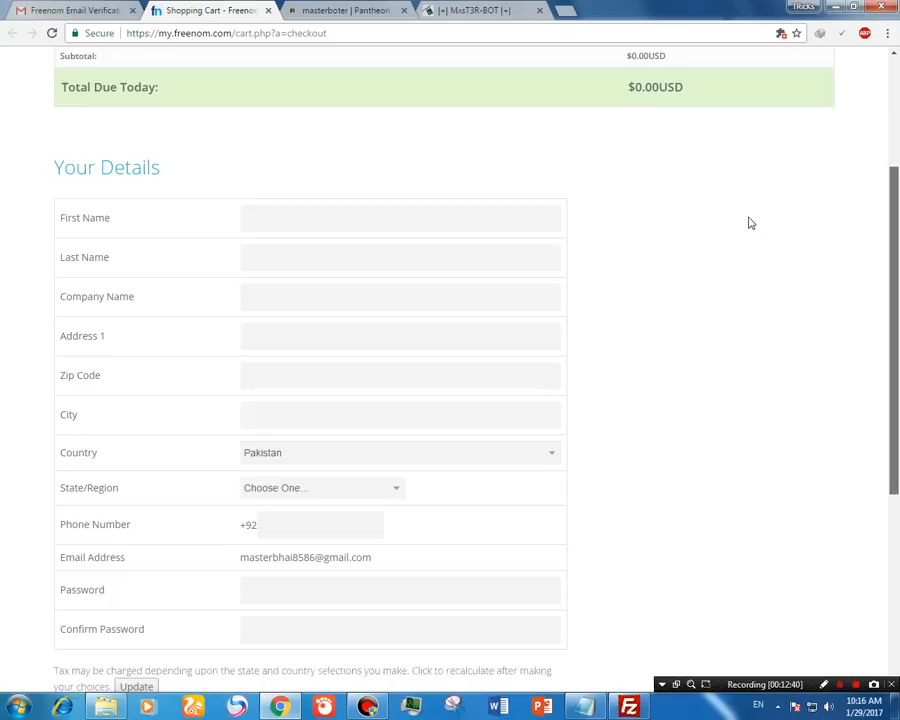 TRicKs
Freenom Email Verificat
Shopping Cart - Freeno
masterboter | Pantheon
|+| MAsT3R-BOT |+|
Secure
https://my.freenom.com/cart.php?a=checkout
ABP
Subtotal: $0.00USD
Total Due Today: $0.00USD
Your Details
First Name
Last Name
Company Name
Address 1
Zip Code
City
Country Pakistan
State/Region Choose One...
Phone Number +92
Email Address masterbhai8586@gmail.com
Password
Confirm Password
Tax may be charged depending upon the state and country selections you make. Click to recalculate after making
your choices. Update
Recording [00:12:40]
EN
10:16 AM
1/29/2017